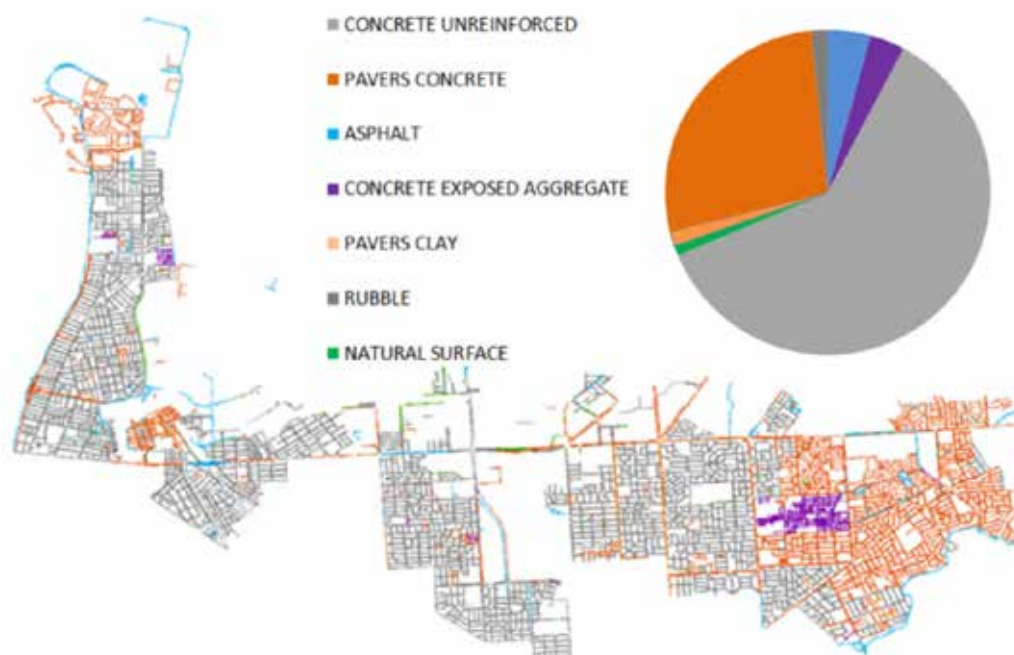 CONCRETE UNREINFORCED
PAVERS CONCRETE
ASPHALT
CONCRETE EXPOSED AGGREGATE
PAVERS CLAY
RUBBLE
NATURAL SURFACE